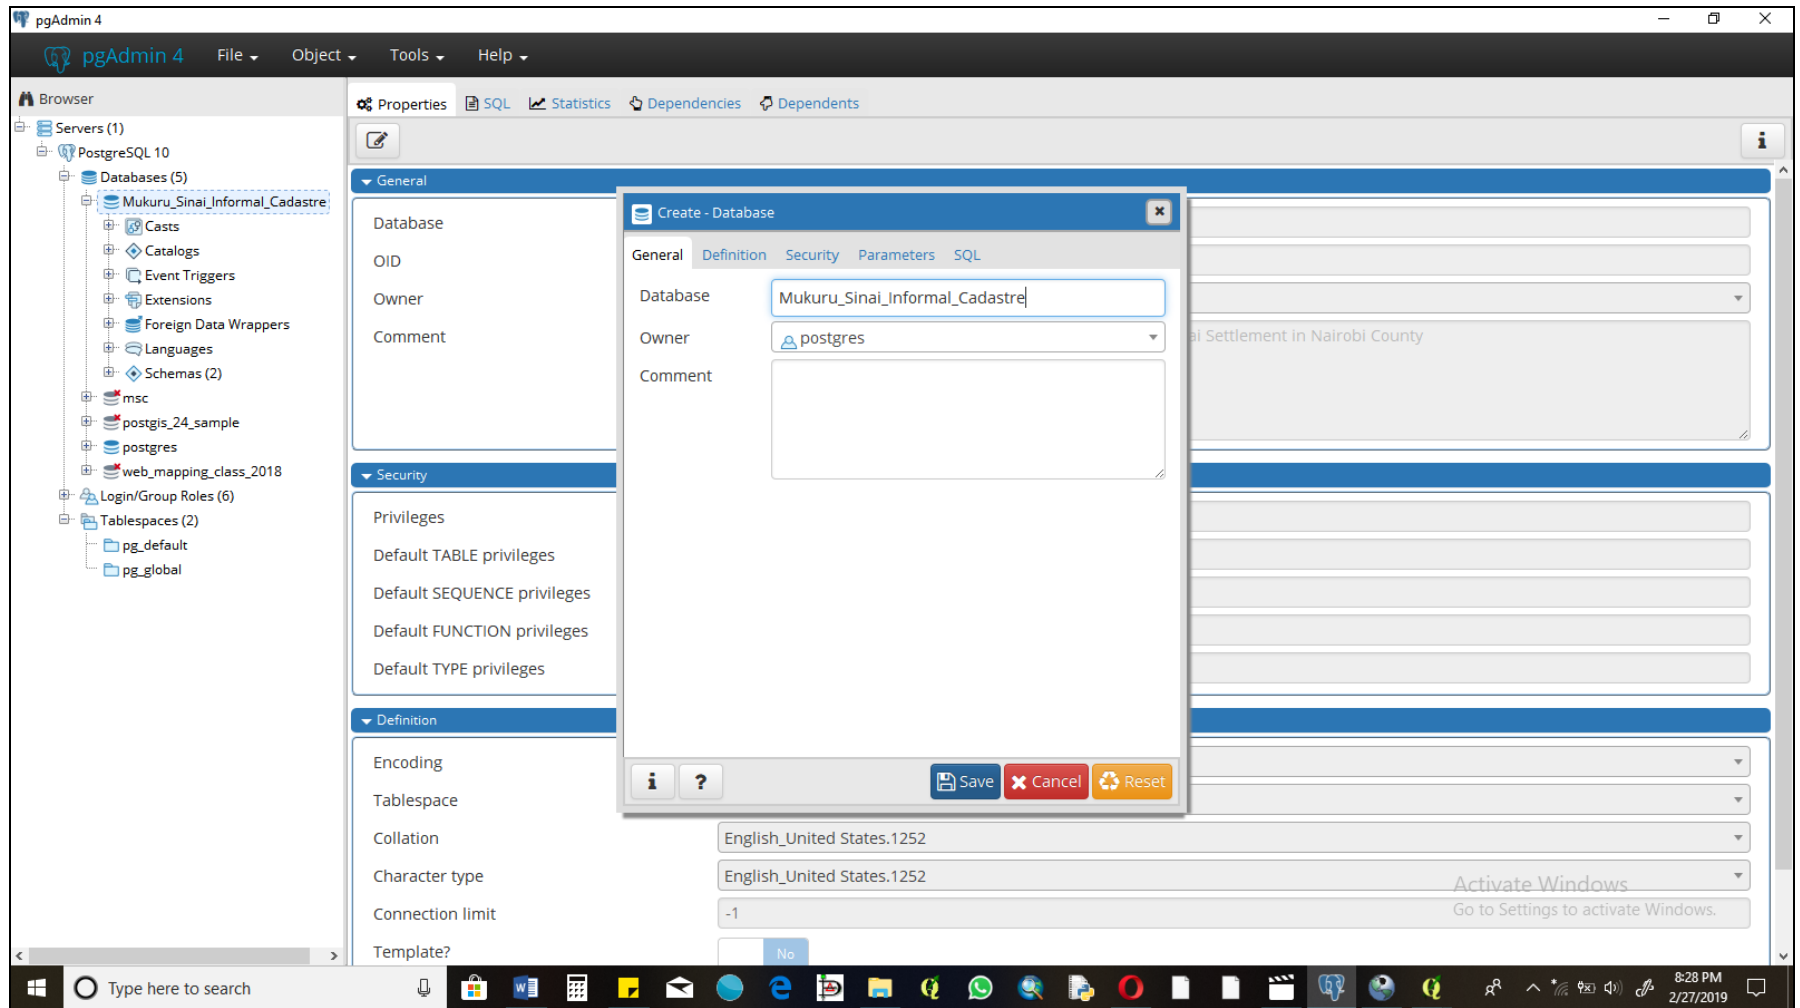 pgAdmin 4
pgAdmin 4 File Object Tools Help
Browser
Servers (1)
PostgreSQL 10
Databases (5)
Mukuru_Sinai_Informal_Cadastre
Casts
Catalogs
Event Triggers
Extensions
Foreign Data Wrappers
Languages
Schemas (2)
msc
postgis_24_sample
postgres
web_mapping_class_2018
Login/Group Roles (6)
Tablespaces (2)
pg_default
pg_global
Properties SQL Statistics Dependencies Dependents
General
Database
OID
Owner
Comment
ai Settlement in Nairobi County
Security
Privileges
Default TABLE privileges
Default SEQUENCE privileges
Default FUNCTION privileges
Default TYPE privileges
Definition
Encoding
Tablespace
Collation English_United States.1252
Character type English_United States.1252
Connection limit -1
Template? No
Create - Database
General Definition Security Parameters SQL
Database Mukuru_Sinai_Informal_Cadastre
Owner postgres
Comment
i ? Save Cancel Reset
Activate Windows
Go to Settings to activate Windows.
Type here to search
8:28 PM
2/27/2019